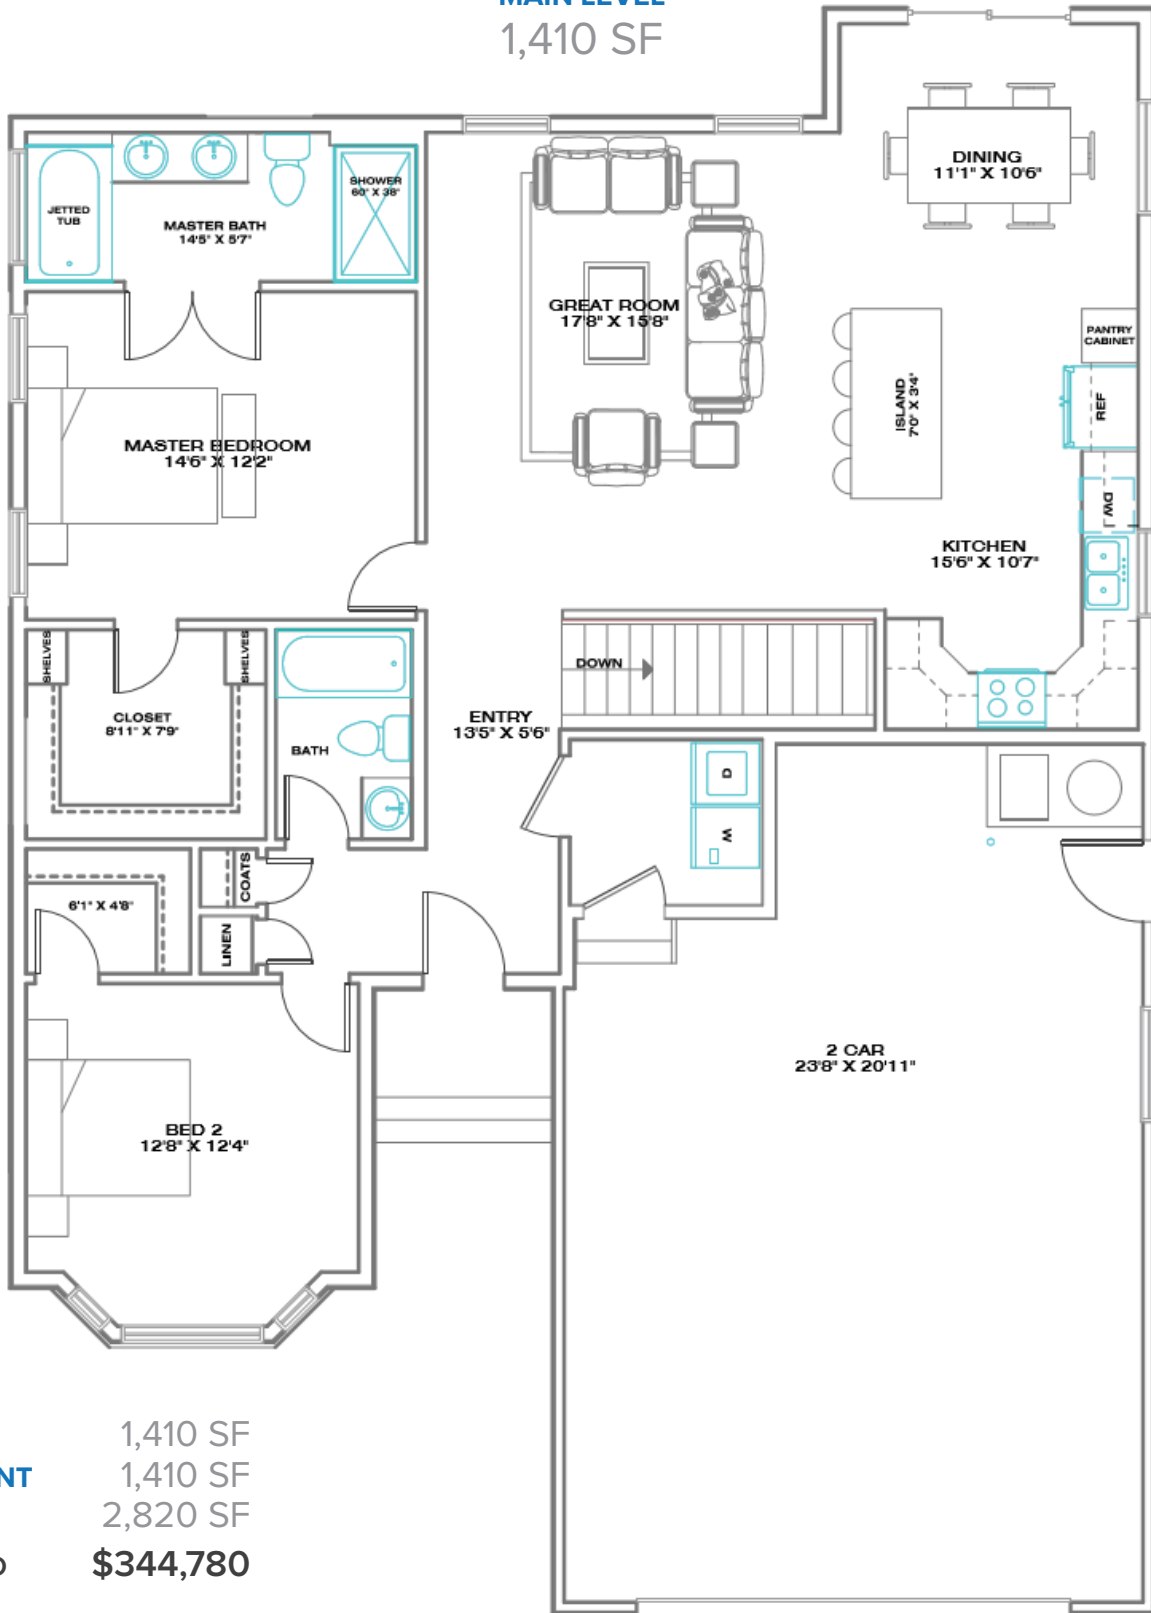 MAIN LEVEL
1,410 SF
DINING
11'1" X 10'6"
JETTED
TUB
MASTER BATH
14'5" X 5'7"
SHOWER
60" X 38"
GREAT ROOM
17'8" X 15'8"
PANTRY
CABINET
REF
ISLAND
7'0" X 3'4"
MASTER BEDROOM
14'6" X 12'2"
DW
KITCHEN
15'6" X 10'7"
SHELVES
SHELVES
DOWN
CLOSET
8'11" X 7'9"
BATH
ENTRY
13'5" X 5'6"
D
W
COATS
6'1" X 4'8"
LINEN
2 CAR
23'8" X 20'11"
BED 2
12'8" X 12'4"
1,410 SF
NT 1,410 SF
2,820 SF
$344,780